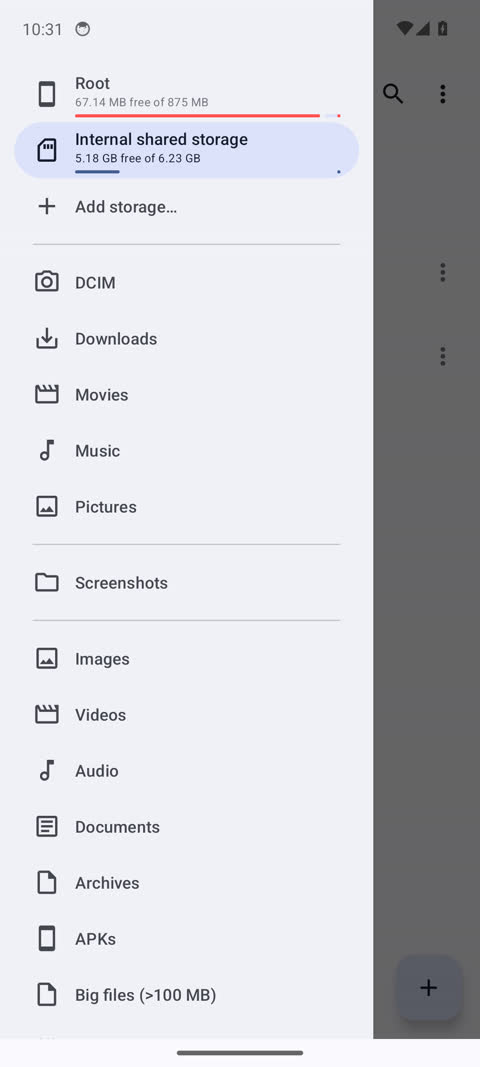 10:31
Root
67.14 MB free of 875 MB
Internal shared storage
5.18 GB free of 6.23 GB
Add storage…
DCIM
Downloads
Movies
Music
Pictures
Screenshots
Images
Videos
Audio
Documents
Archives
APKs
Big files (>100 MB)